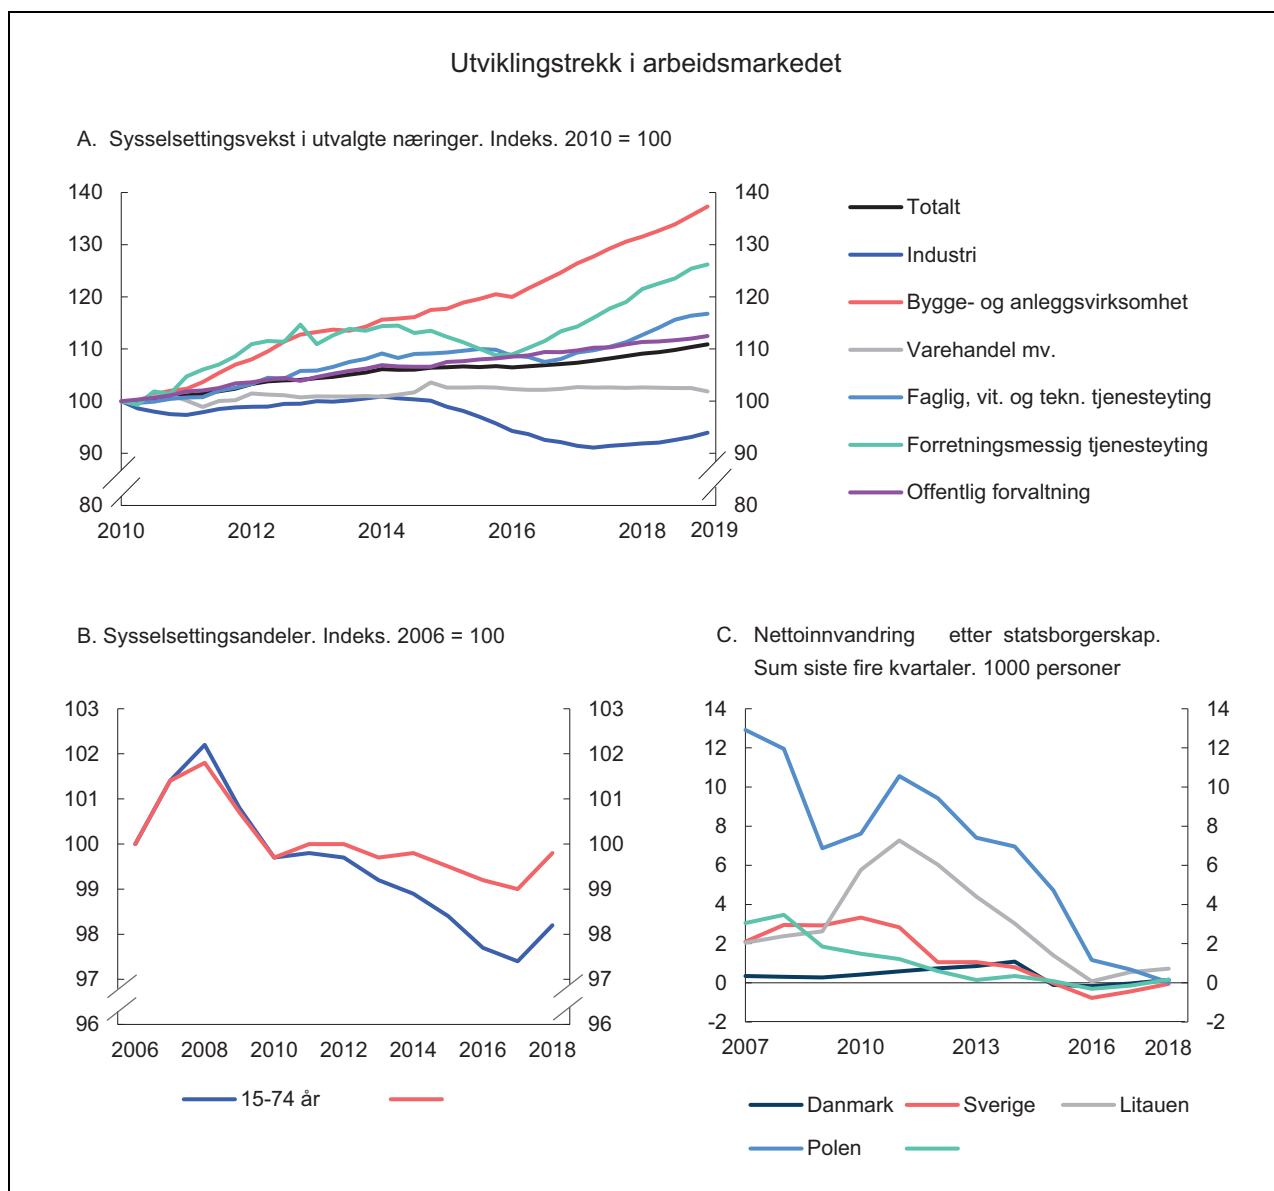 Utviklingstrekk i arbeidsmarkedet
A. Sysselsettingsvekst i utvalgte næringer. Indeks. 2010 = 100
140 140
130 130
120 120
110 110
100 100
90 90
80 80
2010 2012 2014 2016 2018 2019
Totalt
Industri
Bygge- og anleggsvirksomhet
Varehandel mv.
Faglig, vit. og tekn. tjenesteyting
Forretningsmessig tjenesteyting
Offentlig forvaltning
B. Sysselsettingsandeler. Indeks. 2006 = 100
103 103
102 102
101 101
100 100
99 99
98 98
97 97
96 96
2006 2008 2010 2012 2014 2016 2018
15-74 år
C. Nettoinnvandring etter statsborgerskap.
Sum siste fire kvartaler. 1000 personer
14 14
12 12
10 10
8 8
6 6
4 4
2 2
0 0
-2 -2
2007 2010 2013 2016 2018
Danmark Sverige Litauen
Polen